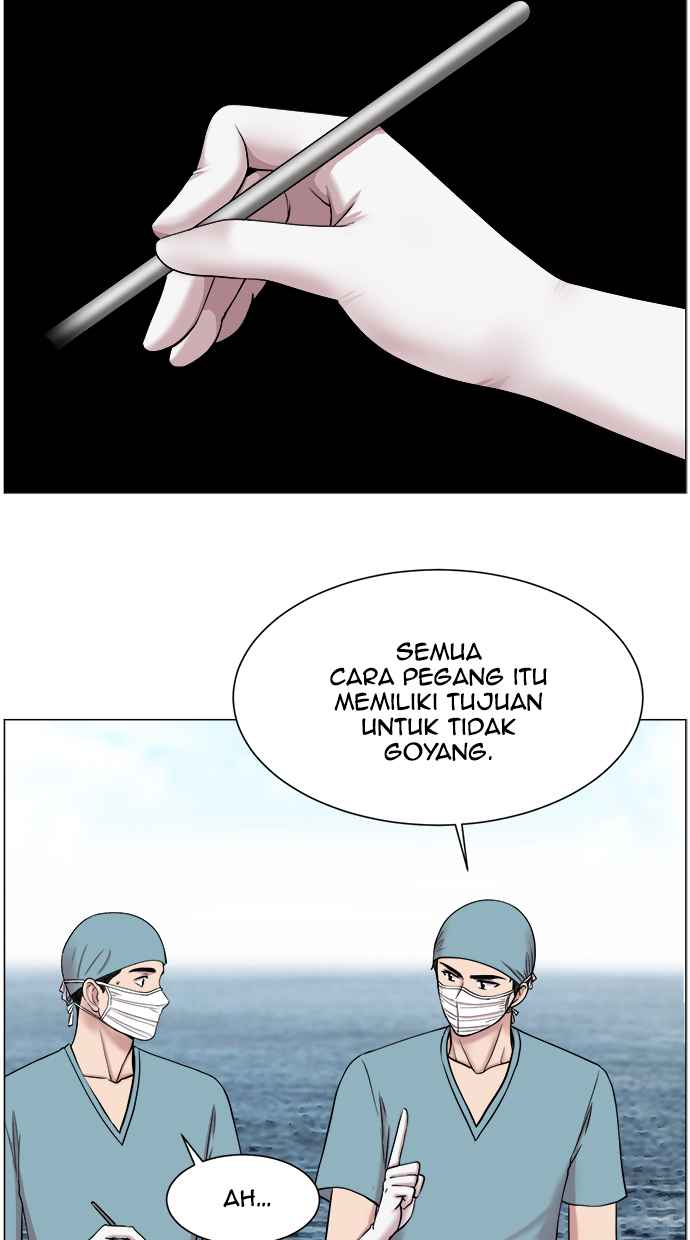 SEMUA
CARA PEGANG ITU
MEMILIKI TUJUAN
UNTUK TIDAK
GOYANG.
AH...